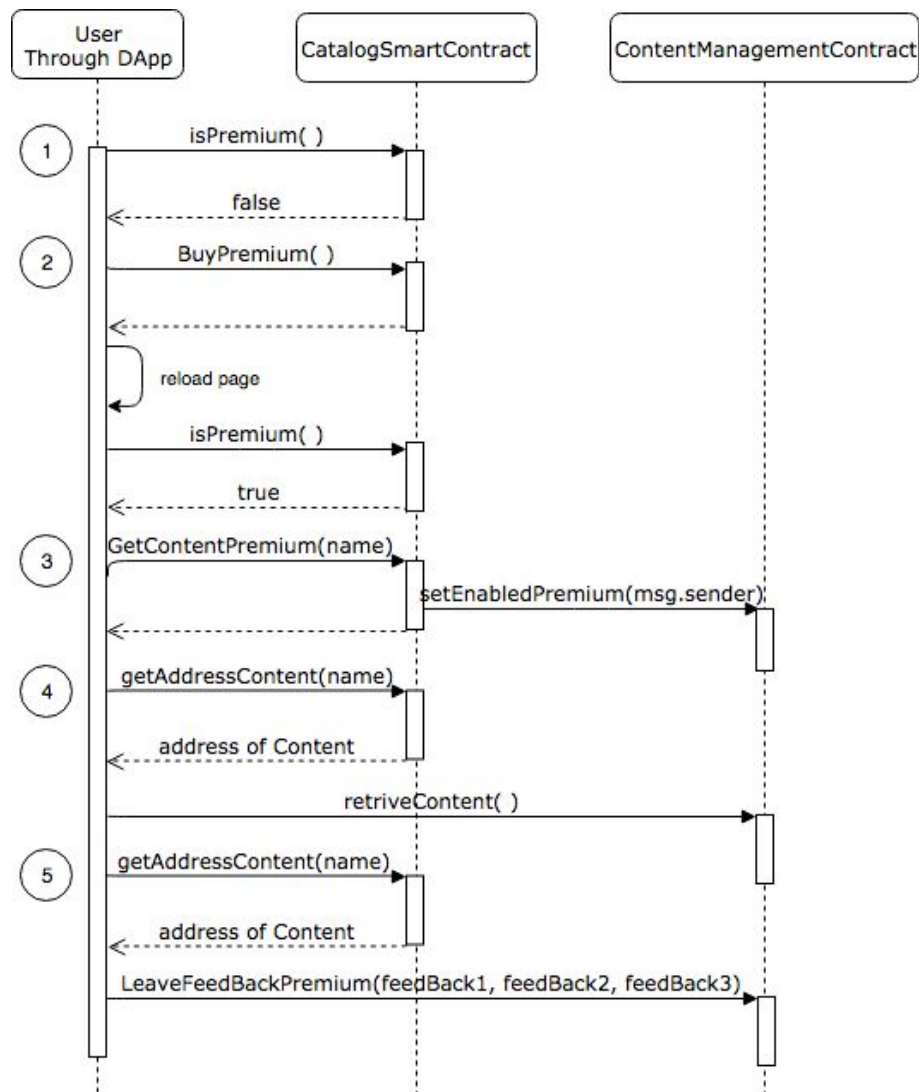 User
Through DApp
CatalogSmartContract
ContentManagementContract
1
isPremium( )
false
2
BuyPremium( )
reload page
isPremium( )
true
3
GetContentPremium(name)
setEnabledPremium(msg.sender)
4
getAddressContent(name)
address of Content
retriveContent( )
5
getAddressContent(name)
address of Content
LeaveFeedBackPremium(feedBack1, feedBack2, feedBack3)